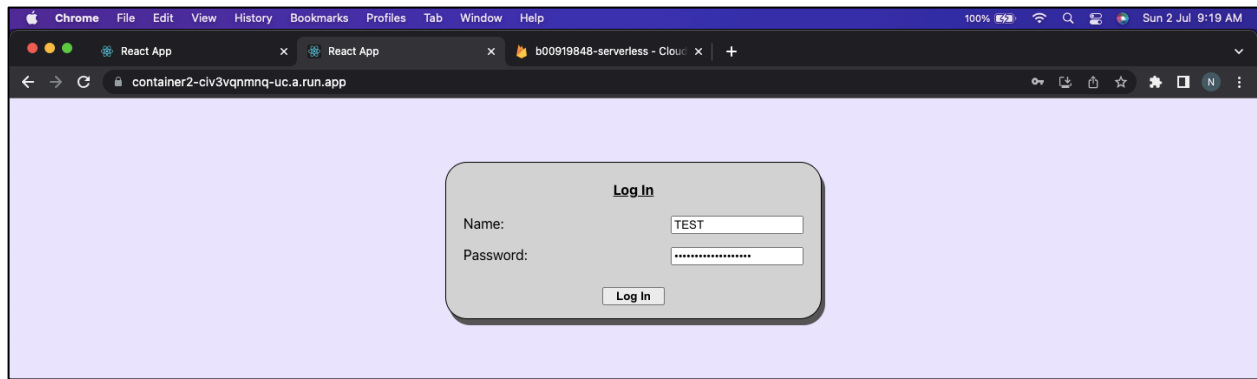 Chrome File Edit View History Bookmarks Profiles Tab Window Help 100% Sun 2 Jul 9:19 AM
React App React App b00919848-serverless - Cloud
container2-civ3vqnmnq-uc.a.run.app N
Log In
Name: TEST
Password: •••••••••••••••••••
Log In